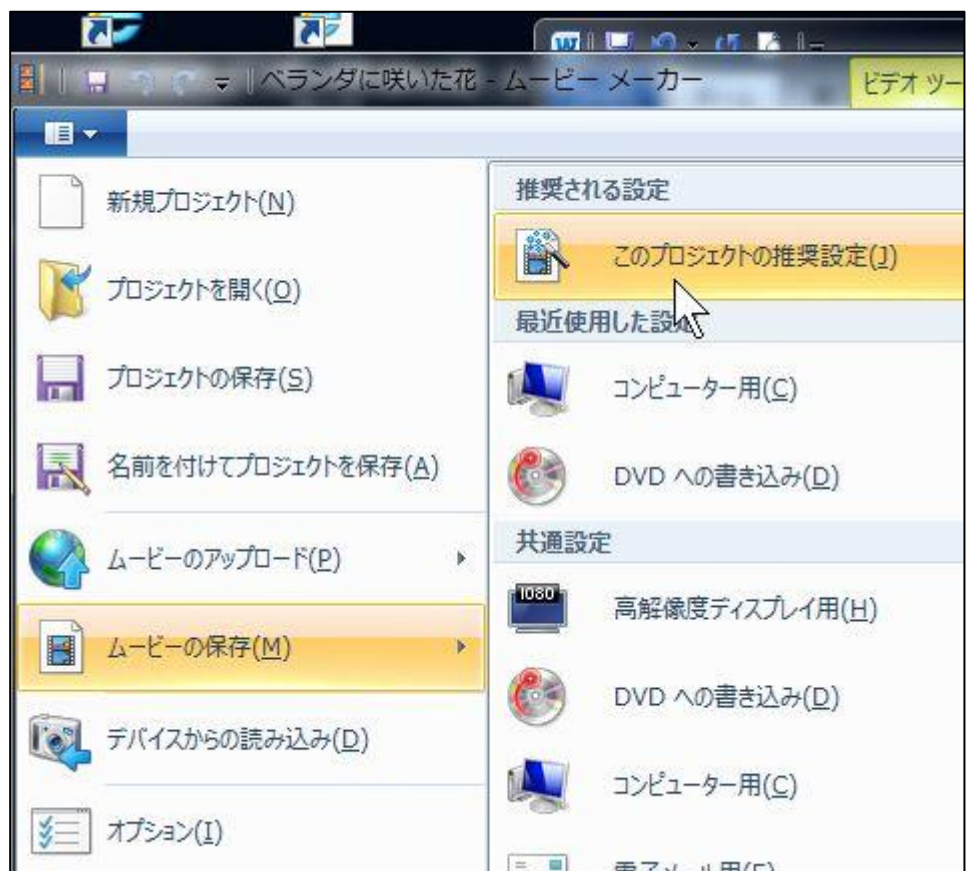 ベランダに咲いた花 - ムービー メーカー
ビデオ ツー
新規プロジェクト(N)
プロジェクトを開く(O)
プロジェクトの保存(S)
名前を付けてプロジェクトを保存(A)
ムービーのアップロード(P)
ムービーの保存(M)
デバイスからの読み込み(D)
オプション(I)
推奨される設定
このプロジェクトの推奨設定(J)
最近使用した設定
コンピューター用(C)
DVD への書き込み(D)
共通設定
1080
高解像度ディスプレイ用(H)
DVD への書き込み(D)
コンピューター用(C)